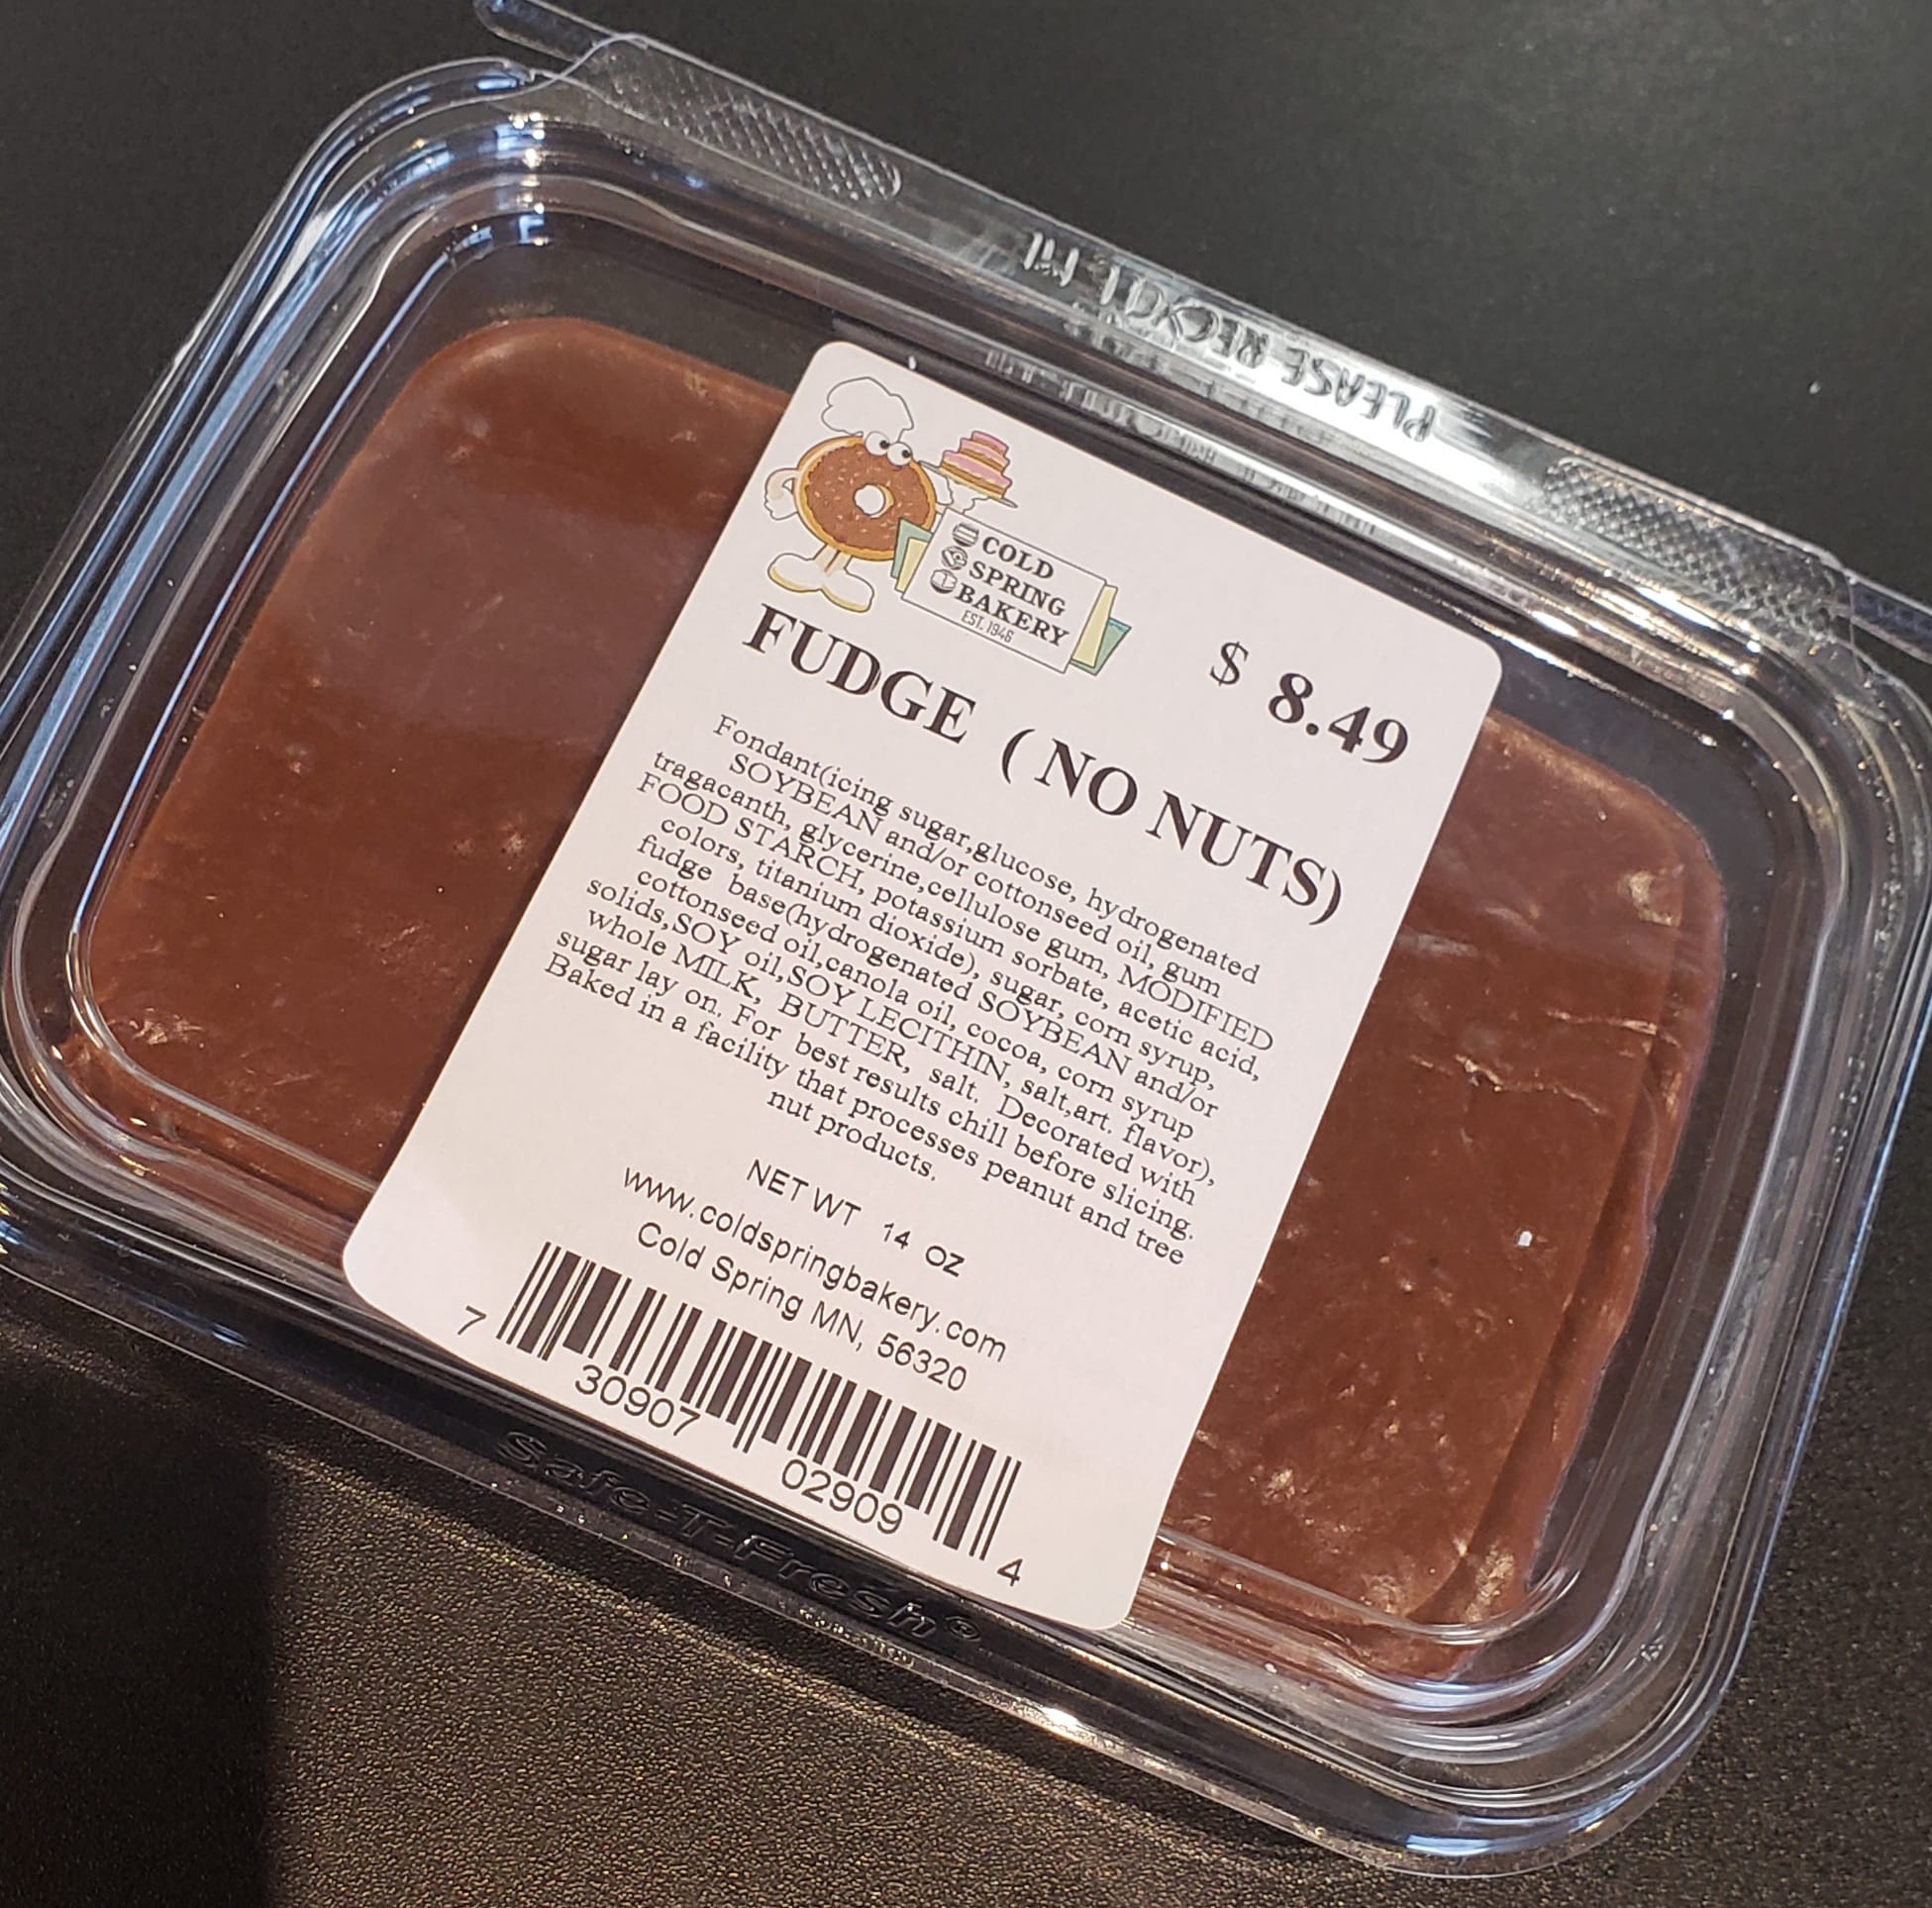 PLEASE RECYCLE
COLD
SPRING
BAKERY
EST. 1946
$ 8.49
FUDGE ( NO NUTS)
Fondant(icing sugar,glucose, hydrogenated
SOYBEAN and/or cottonseed oil, gum
tragacanth, glycerine,cellulose gum, MODIFIED
FOOD STARCH, potassium sorbate, acetic acid,
colors, titanium dioxide), sugar, corn syrup,
fudge base(hydrogenated SOYBEAN and/or
cottonseed oil,canola oil, cocoa, corn syrup
solids,SOY oil,SOY LECITHIN, salt,art. flavor),
whole MILK, BUTTER, salt. Decorated with
sugar lay on. For best results chill before slicing.
Baked in a facility that processes peanut and tree
nut products.
NET WT 14 OZ
www.coldspringbakery.com
Cold Spring MN, 56320
7 30907 02909 4
Safe-T-Fresh®